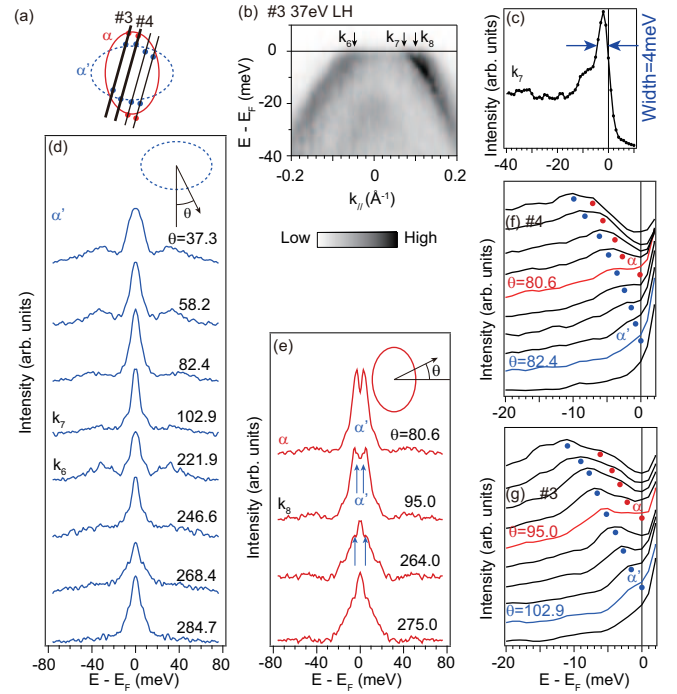 (a)
#3
#4
α
α'
(b)
#3 37eV LH
k6
k7
k8
E - EF (meV)
0
-20
-40
-0.2
0.0
0.2
k// (Å-1)
Low
High
(c)
Intensity (arb. units)
k7
Width=4meV
-40
-20
0
(d)
θ
α'
θ=37.3
58.2
82.4
k7
102.9
k6
221.9
246.6
268.4
284.7
Intensity (arb. units)
-80
-40
0
40
80
E - EF (meV)
(e)
θ
α
α'
θ=80.6
k8
α'
95.0
264.0
275.0
Intensity (arb. units)
-80
-40
0
40
80
E - EF (meV)
(f) #4
α
θ=80.6
α'
θ=82.4
Intensity (arb. units)
-20
-10
0
(g) #3
α
θ=95.0
α'
θ=102.9
Intensity (arb. units)
-20
-10
0
E - EF (meV)